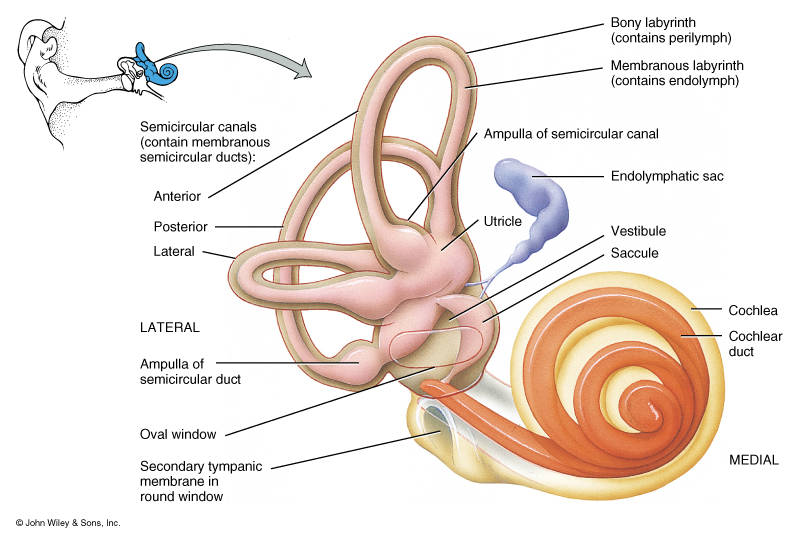 Bony labyrinth
(contains perilymph)
Membranous labyrinth
(contains endolymph)
Semicircular canals
(contain membranous
semicircular ducts):
Ampulla of semicircular canal
Endolymphatic sac
Anterior
Utricle
Posterior
Vestibule
Lateral
Saccule
Cochlea
LATERAL
Cochlear
duct
Ampulla of
semicircular duct
Oval window
MEDIAL
Secondary tympanic
membrane in
round window
© John Wiley & Sons, Inc.